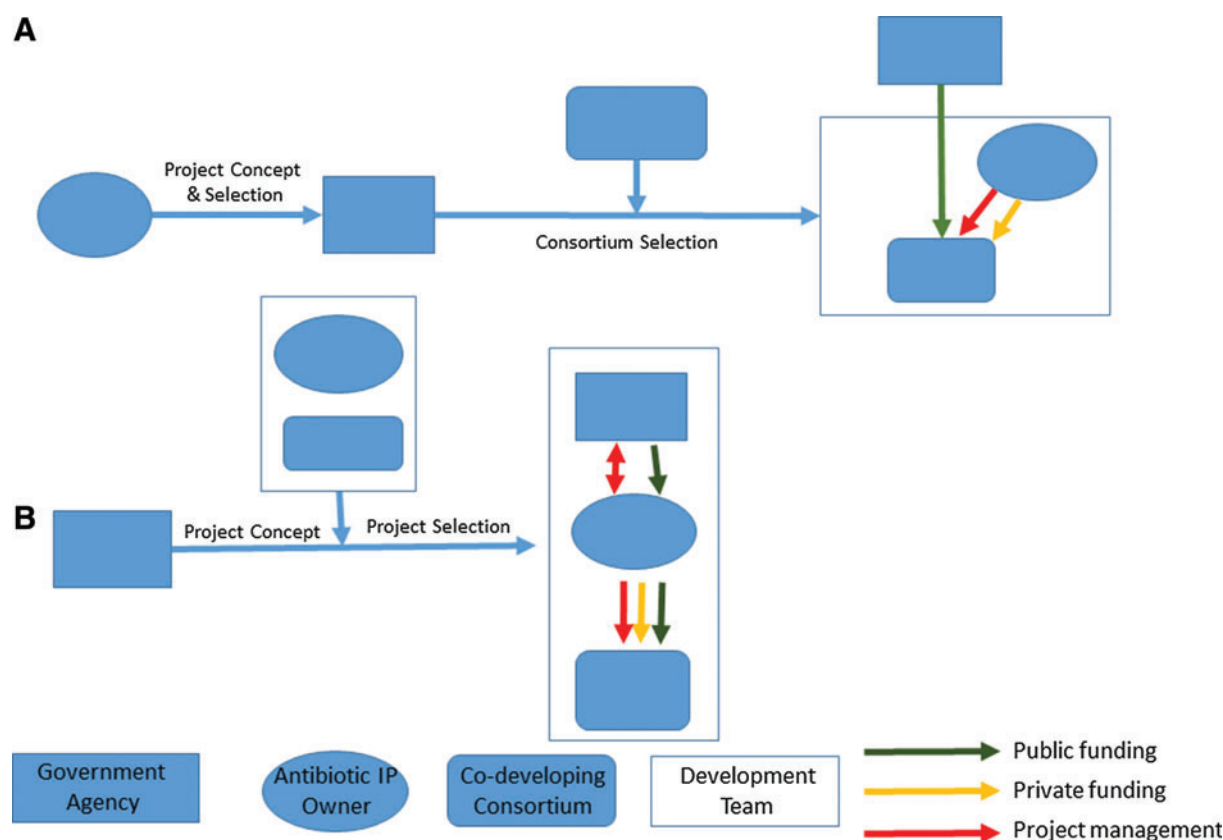 A
Project Concept
& Selection
Consortium Selection
B
Project Concept
Project Selection
Government
Agency
Antibiotic IP
Owner
Co-developing
Consortium
Development
Team
Public funding
Private funding
Project management